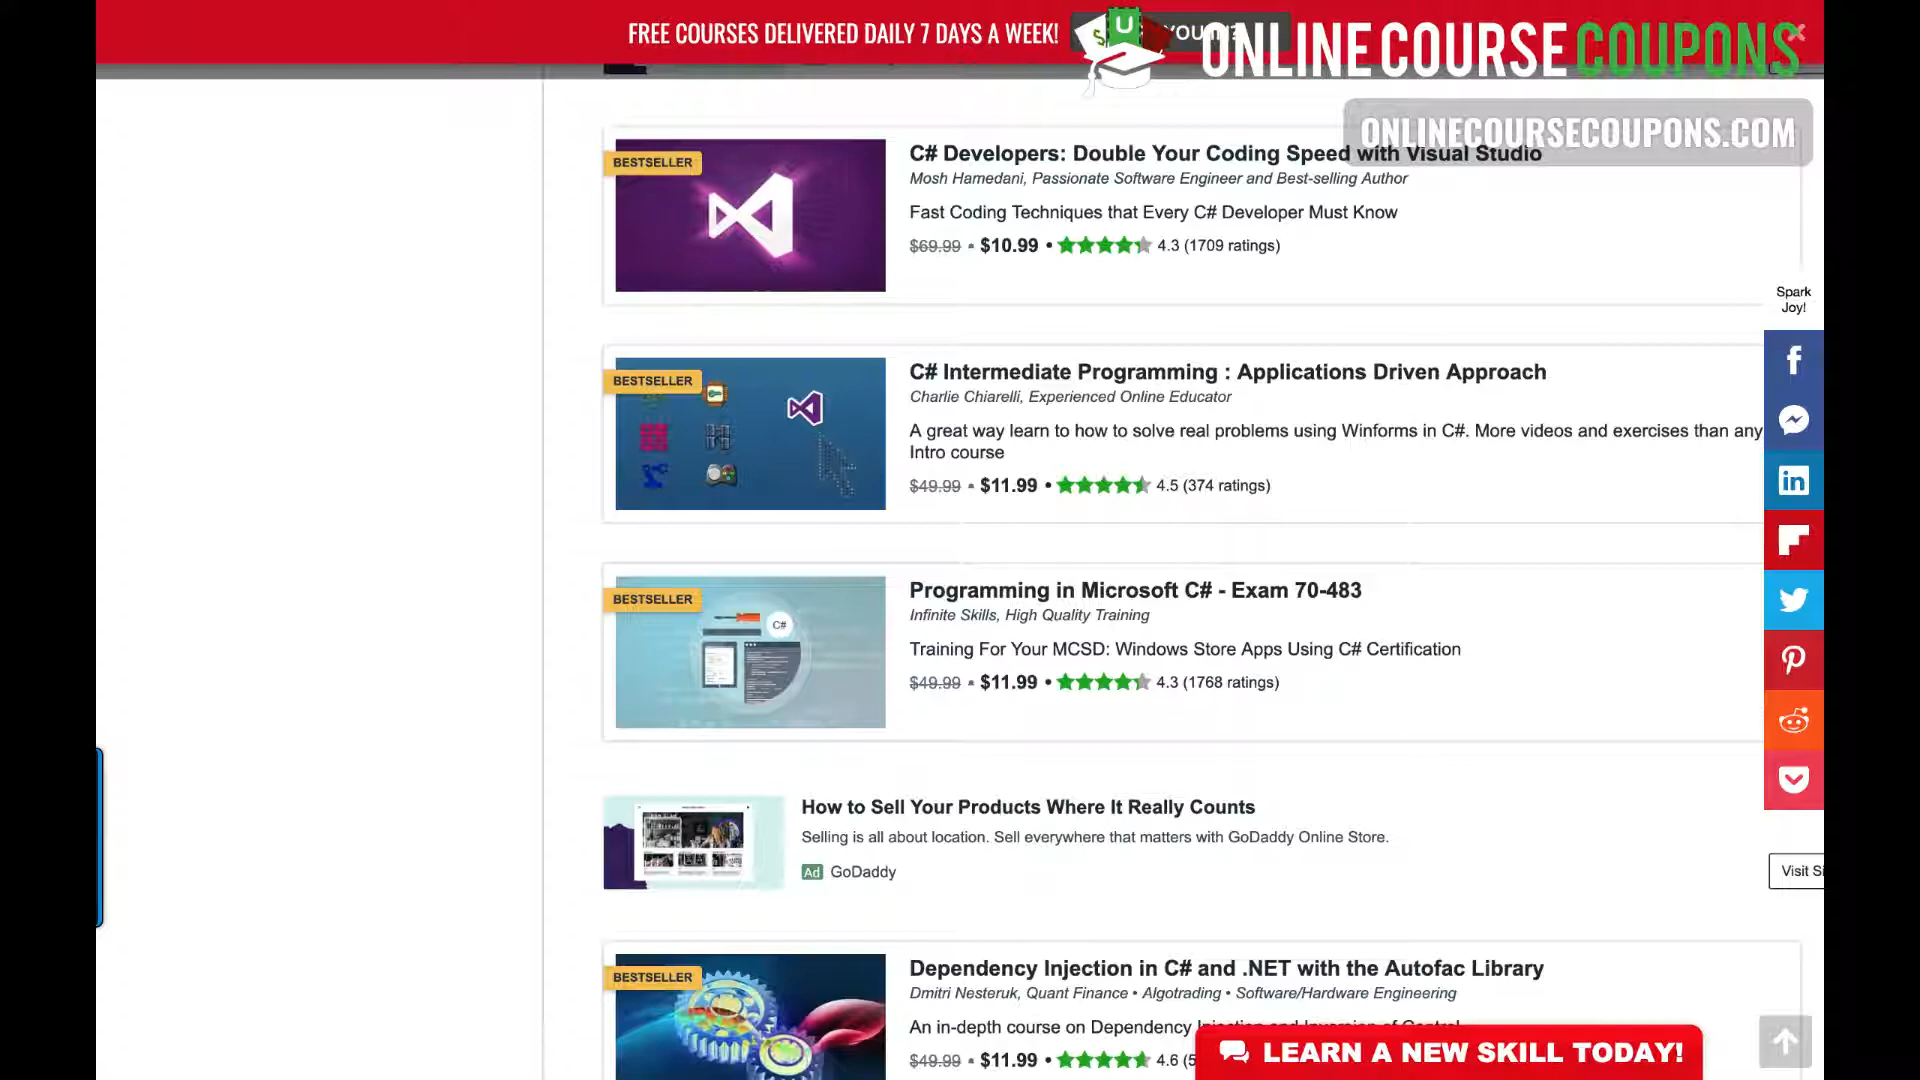 FREE COURSES DELIVERED DAILY 7 DAYS A WEEK!
ONLINE COURSE COUPONS
ONLINECOURSECOUPONS.COM
BESTSELLER
C# Developers: Double Your Coding Speed with Visual Studio
Mosh Hamedani, Passionate Software Engineer and Best-selling Author
Fast Coding Techniques that Every C# Developer Must Know
$69.99 • $10.99 • 4.3 (1709 ratings)
Spark
Joy!
BESTSELLER
C# Intermediate Programming : Applications Driven Approach
Charlie Chiarelli, Experienced Online Educator
A great way learn to how to solve real problems using Winforms in C#. More videos and exercises than any
Intro course
$49.99 • $11.99 • 4.5 (374 ratings)
BESTSELLER
C#
Programming in Microsoft C# - Exam 70-483
Infinite Skills, High Quality Training
Training For Your MCSD: Windows Store Apps Using C# Certification
$49.99 • $11.99 • 4.3 (1768 ratings)
How to Sell Your Products Where It Really Counts
Selling is all about location. Sell everywhere that matters with GoDaddy Online Store.
Ad GoDaddy
Visit Si
BESTSELLER
Dependency Injection in C# and .NET with the Autofac Library
Dmitri Nesteruk, Quant Finance • Algotrading • Software/Hardware Engineering
An in-depth course on Dependency Injection and Inversion of Control
$49.99 • $11.99 • 4.6 (5
LEARN A NEW SKILL TODAY!